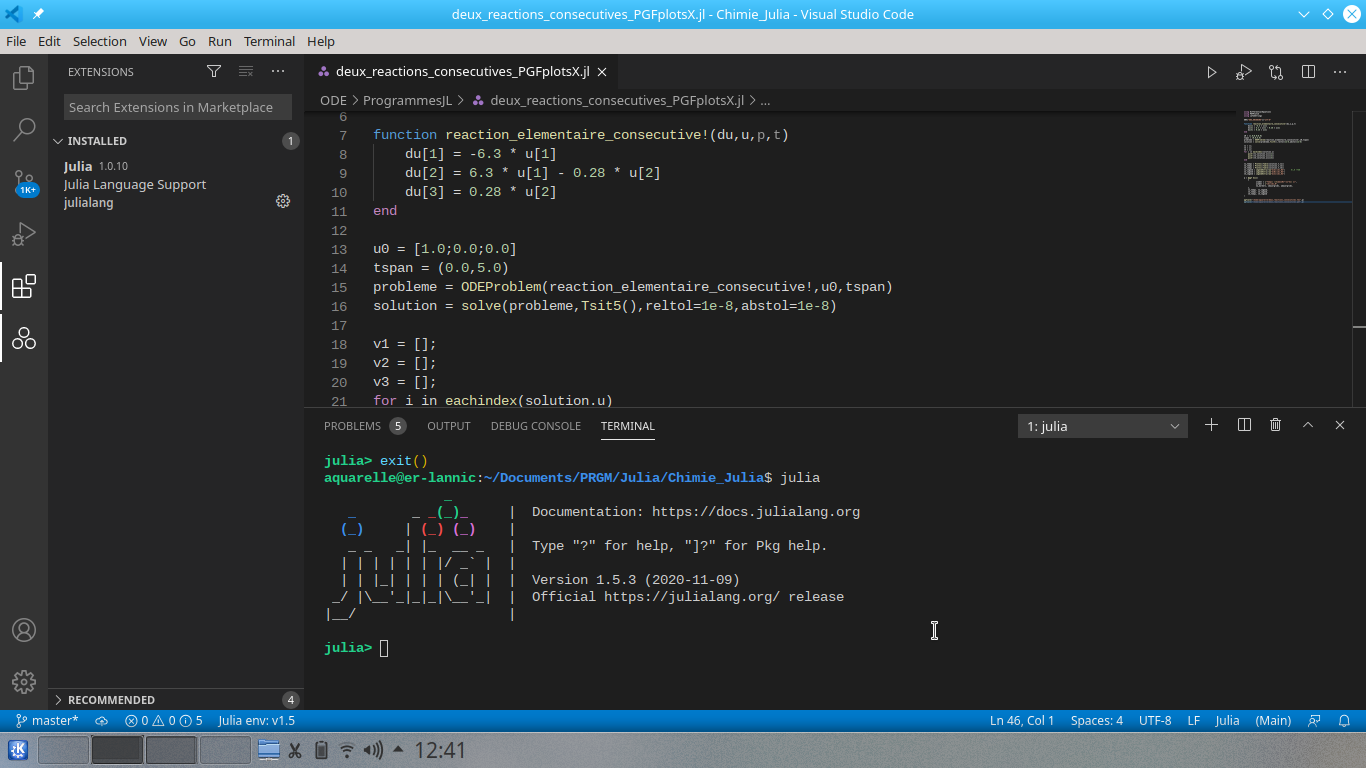 deux_reactions_consecutives_PGFplotsX.jl - Chimie_Julia - Visual Studio Code
File Edit Selection View Go Run Terminal Help
EXTENSIONS
Search Extensions in Marketplace
INSTALLED 1
Julia 1.0.10
Julia Language Support
julialang
1K+
RECOMMENDED 4
deux_reactions_consecutives_PGFplotsX.jl
ODE > ProgrammesJL > deux_reactions_consecutives_PGFplotsX.jl > ...
6
7 function reaction_elementaire_consecutive!(du,u,p,t)
8     du[1] = -6.3 * u[1]
9     du[2] = 6.3 * u[1] - 0.28 * u[2]
10     du[3] = 0.28 * u[2]
11 end
12
13 u0 = [1.0;0.0;0.0]
14 tspan = (0.0,5.0)
15 probleme = ODEProblem(reaction_elementaire_consecutive!,u0,tspan)
16 solution = solve(probleme,Tsit5(),reltol=1e-8,abstol=1e-8)
17
18 v1 = [];
19 v2 = [];
20 v3 = [];
21 for i in eachindex(solution.u)
PROBLEMS 5 OUTPUT DEBUG CONSOLE TERMINAL 1: julia
julia> exit()
aquarelle@er-lannic:~/Documents/PRGM/Julia/Chimie_Julia$ julia
               _
   _       _ _(_)_     |  Documentation: https://docs.julialang.org
  (_)     | (_) (_)    |
   _ _   _| |_  __ _   |  Type "?" for help, "]?" for Pkg help.
  | | | | | | |/ _` |  |
  | | |_| | | | (_| |  |  Version 1.5.3 (2020-11-09)
 _/ |\__'_|_|_|\__'_|  |  Official https://julialang.org/ release
|__/                   |
julia>
master* 0 0 5 Julia env: v1.5 Ln 46, Col 1 Spaces: 4 UTF-8 LF Julia (Main)
12:41